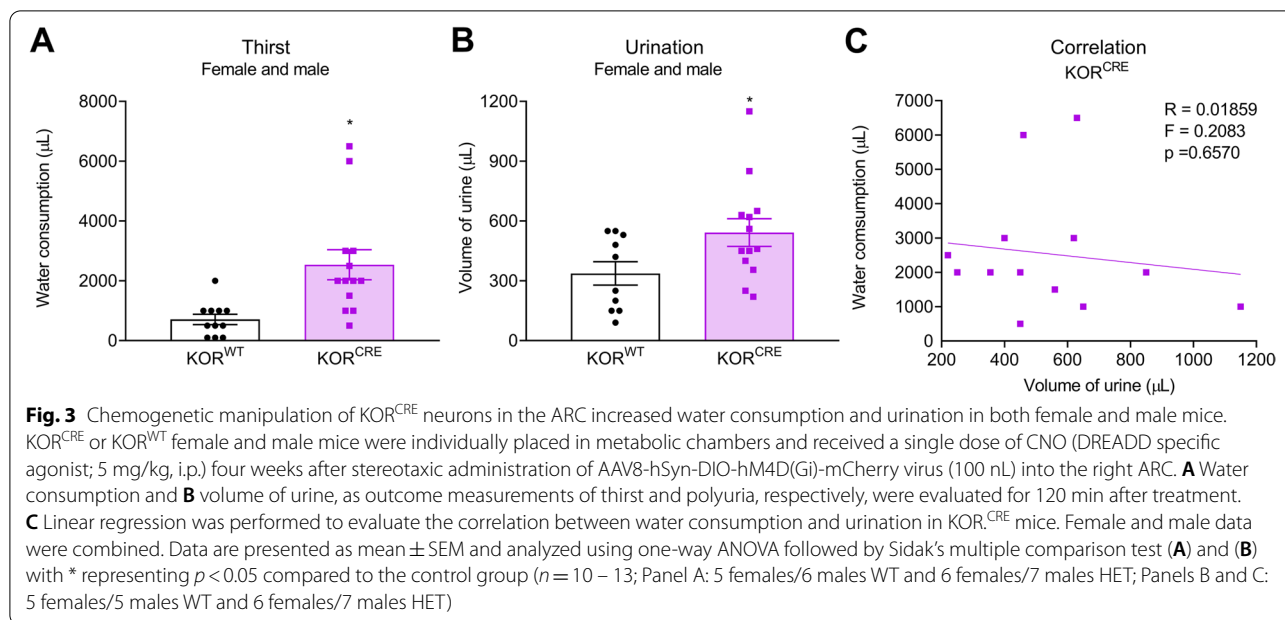 A
Thirst
Female and male
Water consumption (μL)
8000
6000
4000
2000
0
*
KOR^WT
KOR^CRE
B
Urination
Female and male
Volume of urine (μL)
1200
900
600
300
0
*
KOR^WT
KOR^CRE
C
Correlation
KOR^CRE
Water comsumption (μL)
7000
6000
5000
4000
3000
2000
1000
0
R = 0.01859
F = 0.2083
p =0.6570
200 400 600 800 1000 1200
Volume of urine (μL)
Fig. 3 Chemogenetic manipulation of KOR^CRE neurons in the ARC increased water consumption and urination in both female and male mice.
KOR^CRE or KOR^WT female and male mice were individually placed in metabolic chambers and received a single dose of CNO (DREADD specific
agonist; 5 mg/kg, i.p.) four weeks after stereotaxic administration of AAV8-hSyn-DIO-hM4D(Gi)-mCherry virus (100 nL) into the right ARC. A Water
consumption and B volume of urine, as outcome measurements of thirst and polyuria, respectively, were evaluated for 120 min after treatment.
C Linear regression was performed to evaluate the correlation between water consumption and urination in KOR.^CRE mice. Female and male data
were combined. Data are presented as mean ± SEM and analyzed using one-way ANOVA followed by Sidak's multiple comparison test (A) and (B)
with * representing p < 0.05 compared to the control group (n = 10 – 13; Panel A: 5 females/6 males WT and 6 females/7 males HET; Panels B and C:
5 females/5 males WT and 6 females/7 males HET)